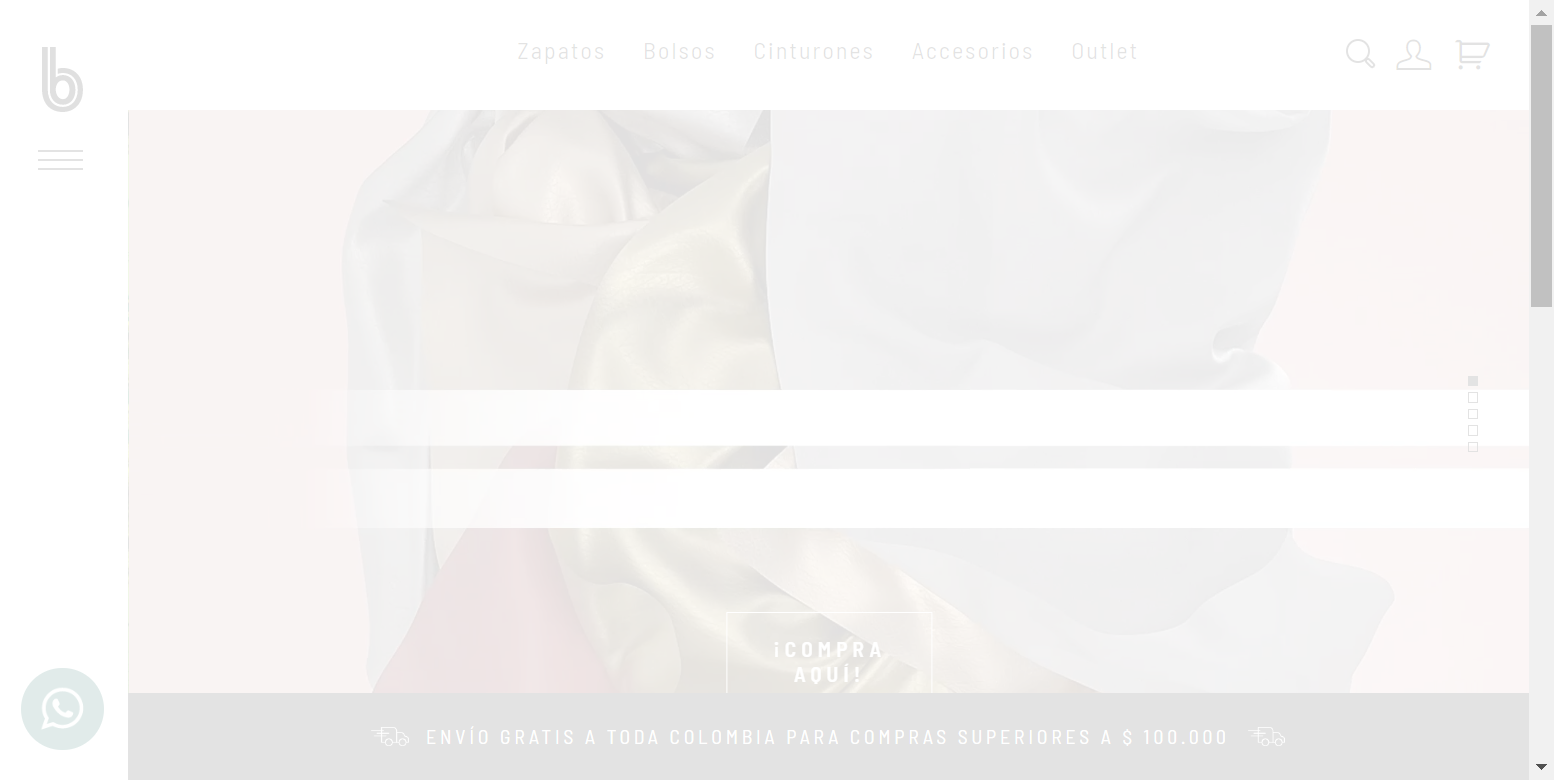 b
Zapatos Bolsos Cinturones Accesorios Outlet
¡COMPRA
AQUÍ!
ENVÍO GRATIS A TODA COLOMBIA PARA COMPRAS SUPERIORES A $ 100.000